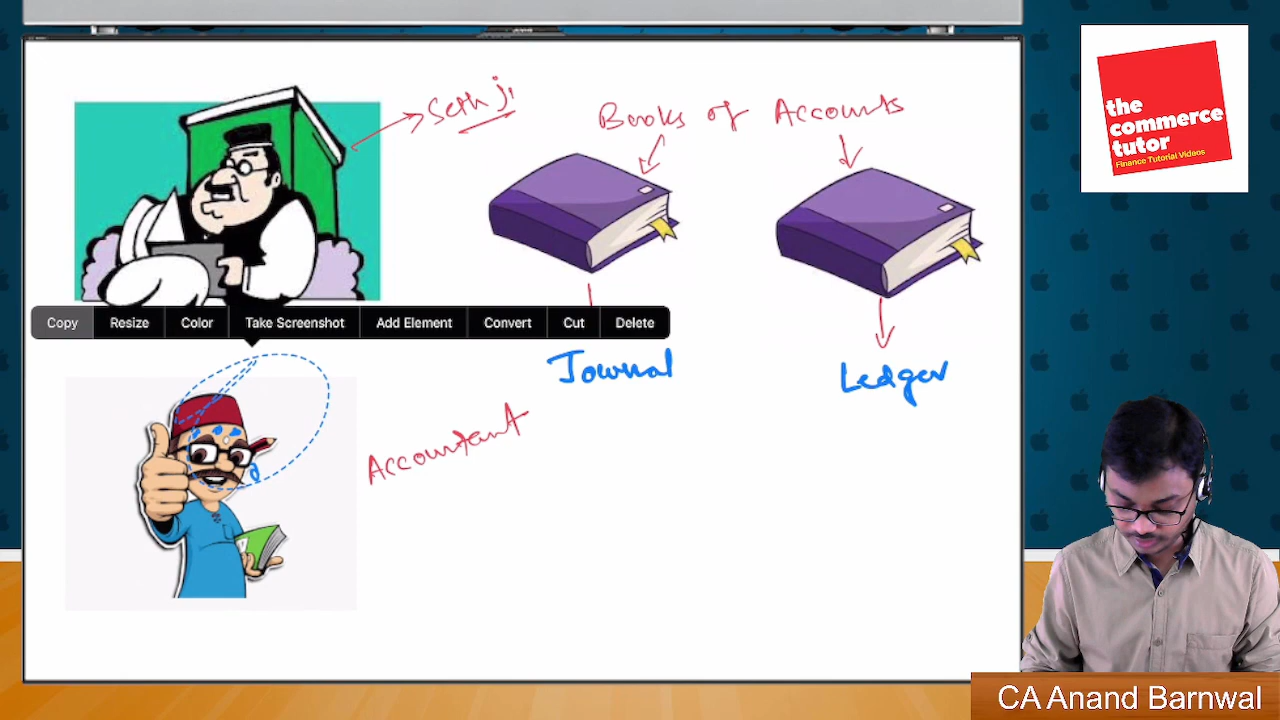 Seth ji
Books of Accounts
the
commerce
tutor
Finance Tutorial Videos
Copy Resize Color Take Screenshot Add Element Convert Cut Delete
Journal
Ledger
Accountant
CA Anand Barnwal